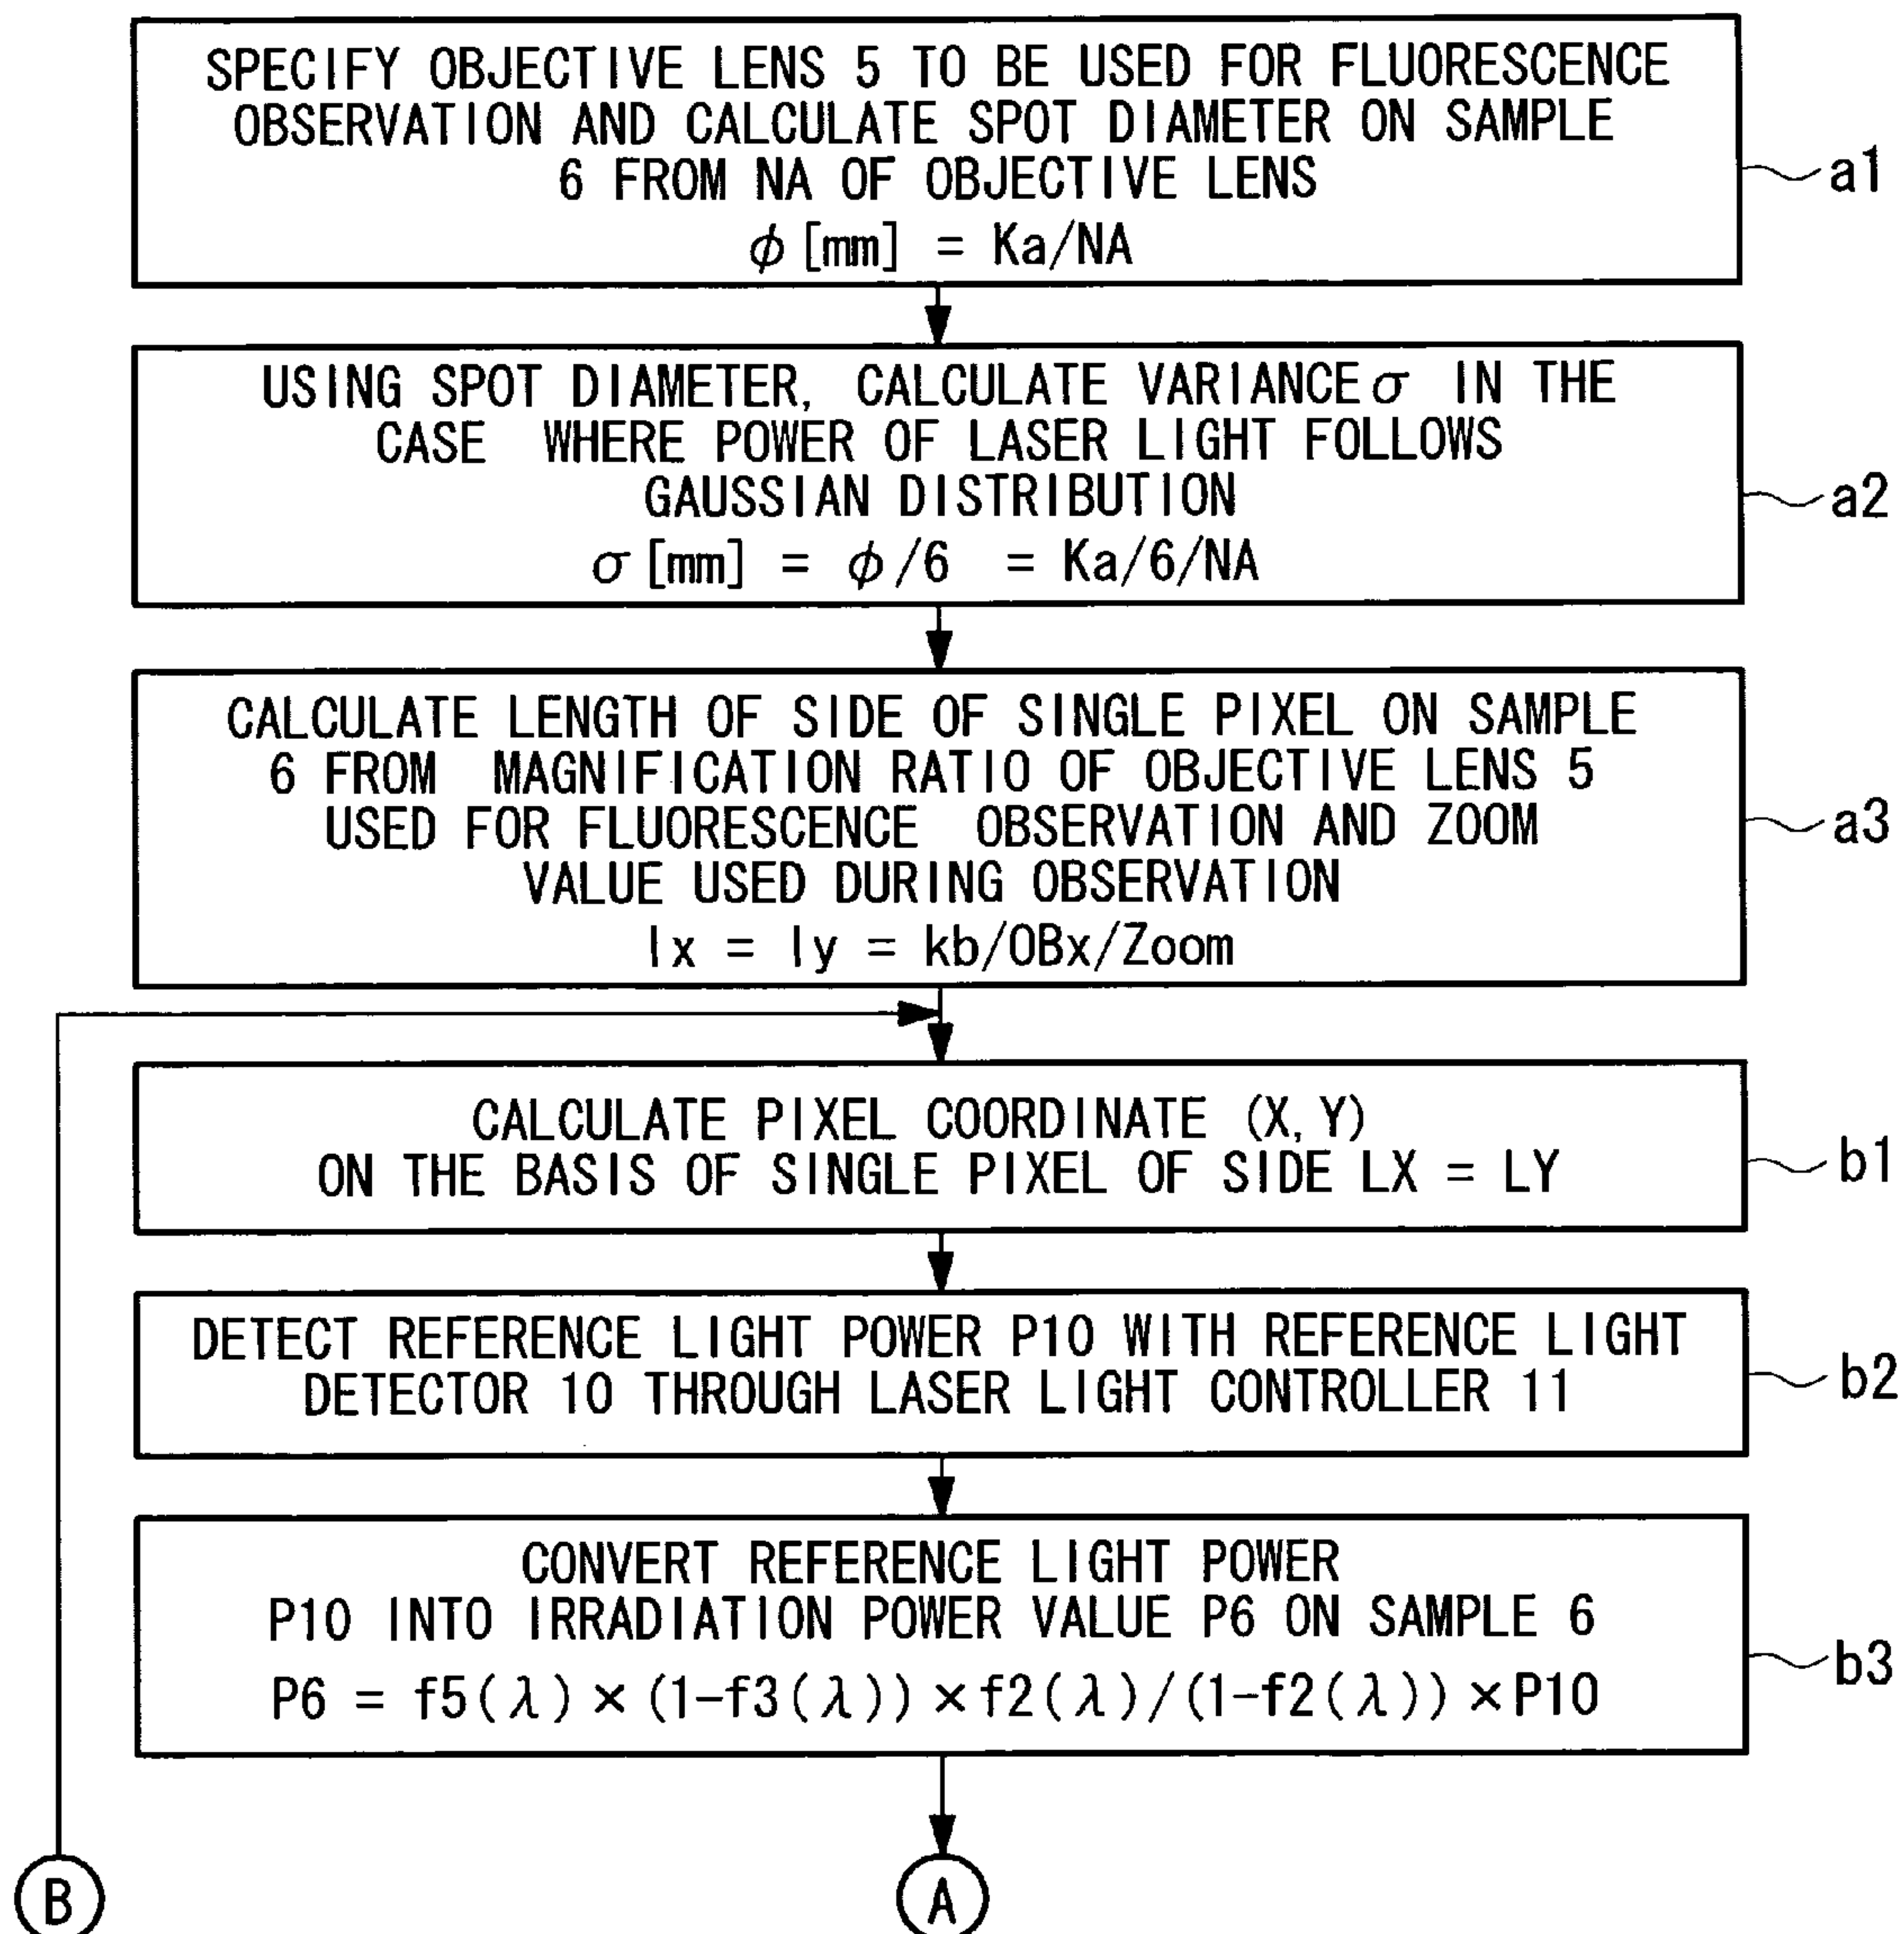 SPECIFY OBJECTIVE LENS 5 TO BE USED FOR FLUORESCENCE
OBSERVATION AND CALCULATE SPOT DIAMETER ON SAMPLE
6 FROM NA OF OBJECTIVE LENS
ϕ [mm] = Ka/NA
a1
USING SPOT DIAMETER, CALCULATE VARIANCE σ IN THE
CASE WHERE POWER OF LASER LIGHT FOLLOWS
GAUSSIAN DISTRIBUTION
σ [mm] = ϕ/6 = Ka/6/NA
a2
CALCULATE LENGTH OF SIDE OF SINGLE PIXEL ON SAMPLE
6 FROM MAGNIFICATION RATIO OF OBJECTIVE LENS 5
USED FOR FLUORESCENCE OBSERVATION AND ZOOM
VALUE USED DURING OBSERVATION
lx = ly = kb/OBx/Zoom
a3
CALCULATE PIXEL COORDINATE (X, Y)
ON THE BASIS OF SINGLE PIXEL OF SIDE LX = LY
b1
DETECT REFERENCE LIGHT POWER P10 WITH REFERENCE LIGHT
DETECTOR 10 THROUGH LASER LIGHT CONTROLLER 11
b2
CONVERT REFERENCE LIGHT POWER
P10 INTO IRRADIATION POWER VALUE P6 ON SAMPLE 6
P6 = f5(λ)×(1-f3(λ))×f2(λ)/(1-f2(λ))×P10
b3
B
A